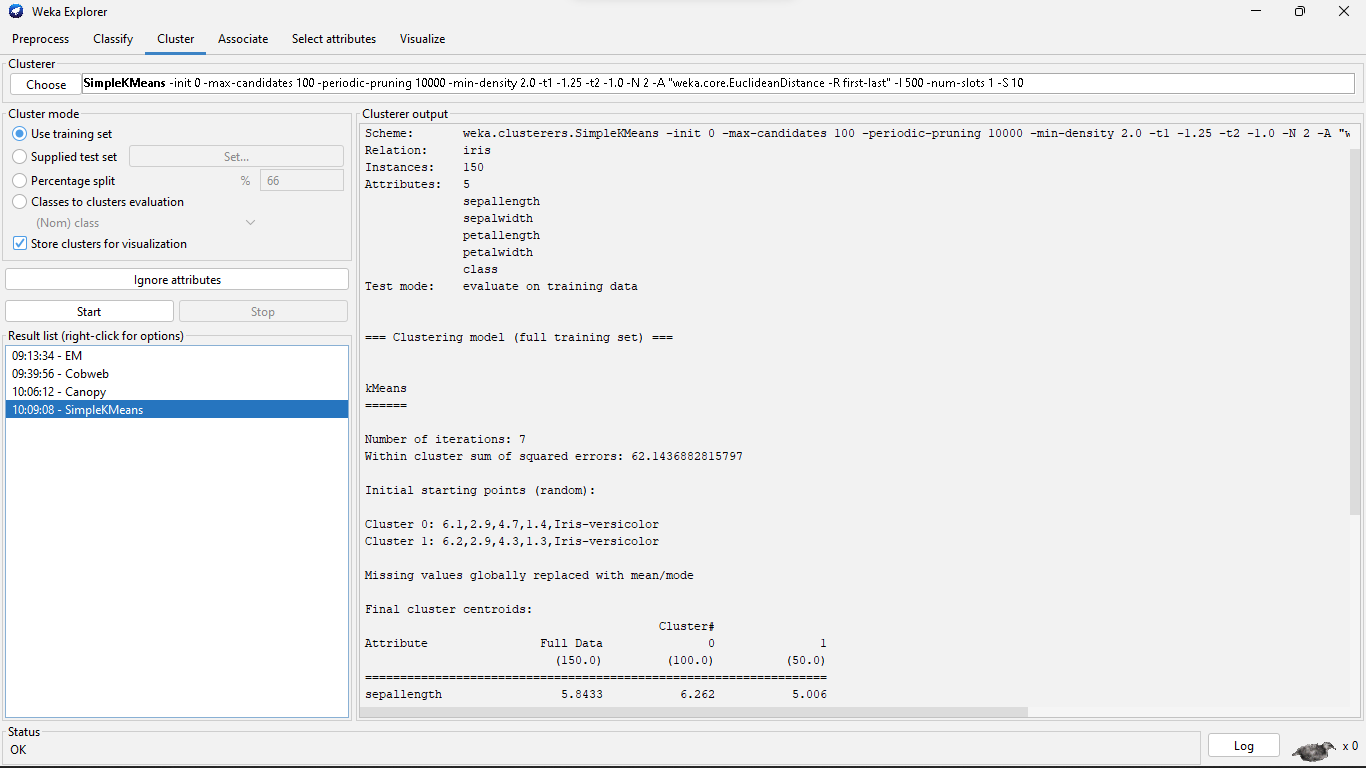 Weka Explorer
Preprocess Classify Cluster Associate Select attributes Visualize
Clusterer
Choose SimpleKMeans -init 0 -max-candidates 100 -periodic-pruning 10000 -min-density 2.0 -t1 -1.25 -t2 -1.0 -N 2 -A "weka.core.EuclideanDistance -R first-last" -I 500 -num-slots 1 -S 10
Cluster mode
Use training set
Supplied test set Set...
Percentage split % 66
Classes to clusters evaluation
(Nom) class
Store clusters for visualization
Ignore attributes
Start Stop
Result list (right-click for options)
09:13:34 - EM
09:39:56 - Cobweb
10:06:12 - Canopy
10:09:08 - SimpleKMeans
Clusterer output
Scheme: weka.clusterers.SimpleKMeans -init 0 -max-candidates 100 -periodic-pruning 10000 -min-density 2.0 -t1 -1.25 -t2 -1.0 -N 2 -A "w
Relation: iris
Instances: 150
Attributes: 5
sepallength
sepalwidth
petallength
petalwidth
class
Test mode: evaluate on training data
=== Clustering model (full training set) ===
kMeans
======
Number of iterations: 7
Within cluster sum of squared errors: 62.1436882815797
Initial starting points (random):
Cluster 0: 6.1,2.9,4.7,1.4,Iris-versicolor
Cluster 1: 6.2,2.9,4.3,1.3,Iris-versicolor
Missing values globally replaced with mean/mode
Final cluster centroids:
Cluster#
Attribute Full Data 0 1
(150.0) (100.0) (50.0)
==================================================================
sepallength 5.8433 6.262 5.006
Status
OK
Log x 0